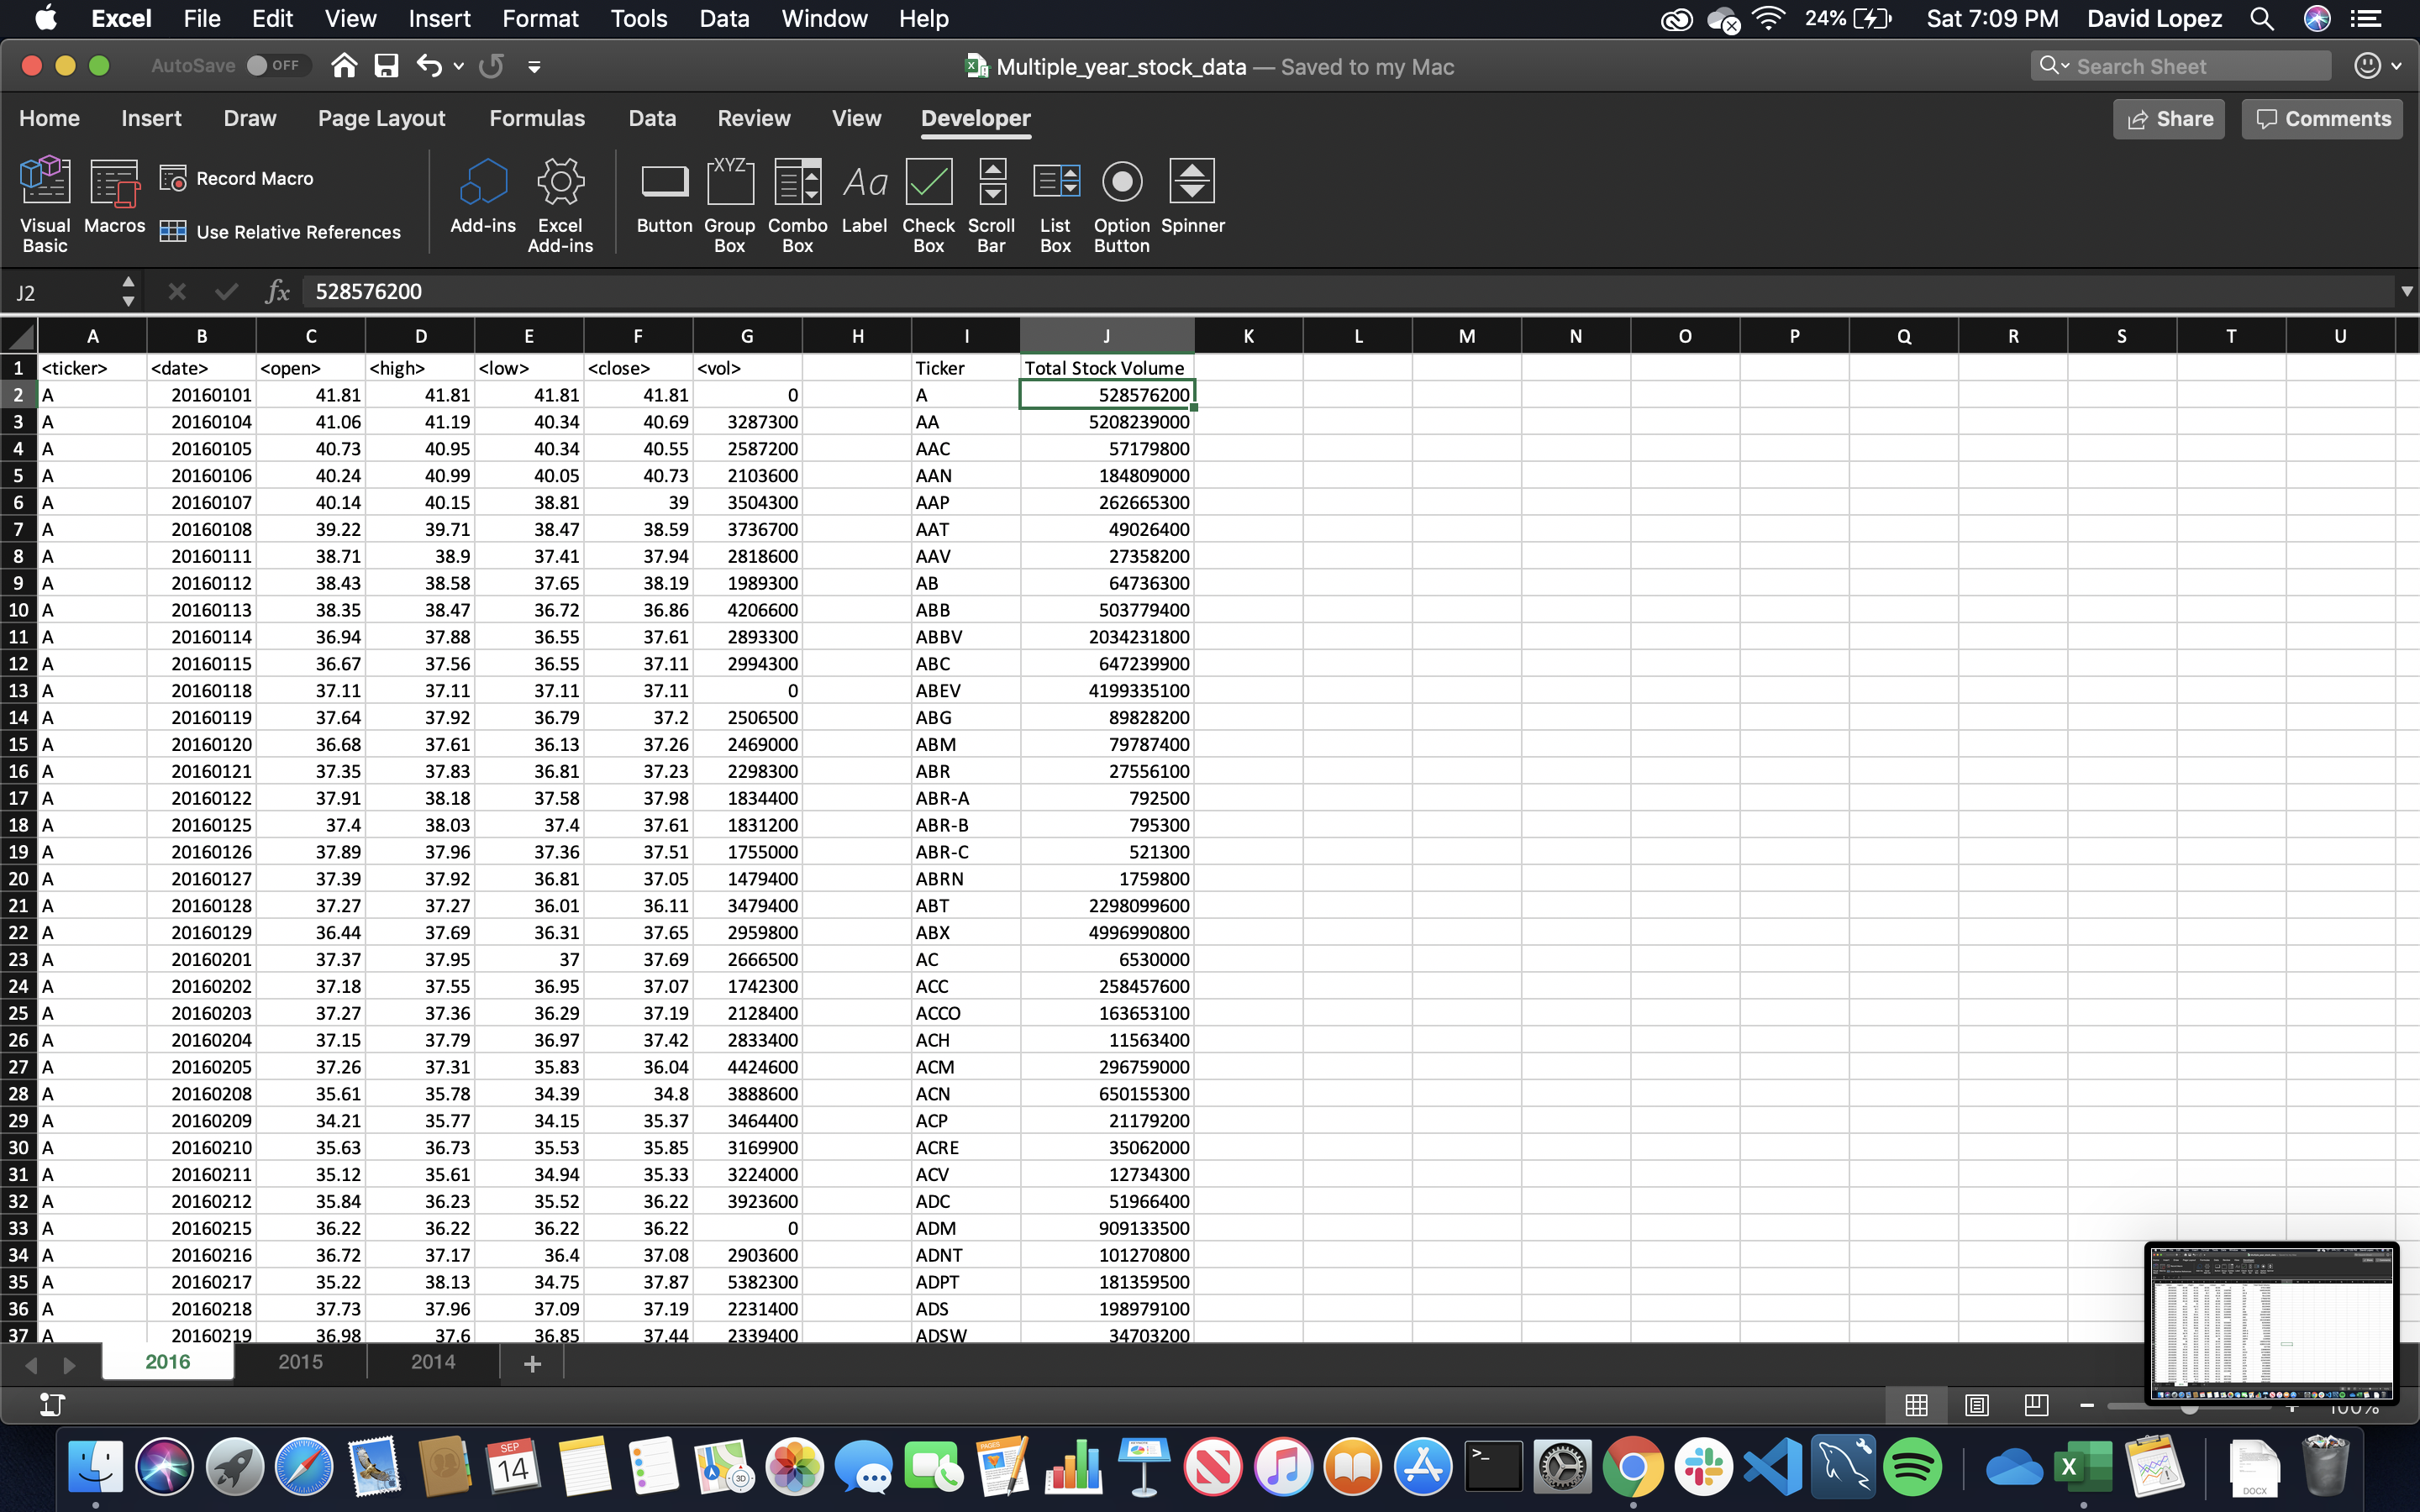 Excel File Edit View Insert Format Tools Data Window Help 24% Sat 7:09 PM David Lopez
AutoSave OFF Multiple_year_stock_data — Saved to my Mac Search Sheet
Home Insert Draw Page Layout Formulas Data Review View Developer Share Comments
Visual Basic Macros Record Macro Use Relative References Add-ins Excel Add-ins Button XYZ Group Box Combo Box Aa Label Check Box Scroll Bar List Box Option Button Spinner
J2 fx 528576200
A B C D E F G H I J K L M N O P Q R S T U
1 <ticker> <date> <open> <high> <low> <close> <vol> Ticker Total Stock Volume
2 A 20160101 41.81 41.81 41.81 41.81 0 A 528576200
3 A 20160104 41.06 41.19 40.34 40.69 3287300 AA 5208239000
4 A 20160105 40.73 40.95 40.34 40.55 2587200 AAC 57179800
5 A 20160106 40.24 40.99 40.05 40.73 2103600 AAN 184809000
6 A 20160107 40.14 40.15 38.81 39 3504300 AAP 262665300
7 A 20160108 39.22 39.71 38.47 38.59 3736700 AAT 49026400
8 A 20160111 38.71 38.9 37.41 37.94 2818600 AAV 27358200
9 A 20160112 38.43 38.58 37.65 38.19 1989300 AB 64736300
10 A 20160113 38.35 38.47 36.72 36.86 4206600 ABB 503779400
11 A 20160114 36.94 37.88 36.55 37.61 2893300 ABBV 2034231800
12 A 20160115 36.67 37.56 36.55 37.11 2994300 ABC 647239900
13 A 20160118 37.11 37.11 37.11 37.11 0 ABEV 4199335100
14 A 20160119 37.64 37.92 36.79 37.2 2506500 ABG 89828200
15 A 20160120 36.68 37.61 36.13 37.26 2469000 ABM 79787400
16 A 20160121 37.35 37.83 36.81 37.23 2298300 ABR 27556100
17 A 20160122 37.91 38.18 37.58 37.98 1834400 ABR-A 792500
18 A 20160125 37.4 38.03 37.4 37.61 1831200 ABR-B 795300
19 A 20160126 37.89 37.96 37.36 37.51 1755000 ABR-C 521300
20 A 20160127 37.39 37.92 36.81 37.05 1479400 ABRN 1759800
21 A 20160128 37.27 37.27 36.01 36.11 3479400 ABT 2298099600
22 A 20160129 36.44 37.69 36.31 37.65 2959800 ABX 4996990800
23 A 20160201 37.37 37.95 37 37.69 2666500 AC 6530000
24 A 20160202 37.18 37.55 36.95 37.07 1742300 ACC 258457600
25 A 20160203 37.27 37.36 36.29 37.19 2128400 ACCO 163653100
26 A 20160204 37.15 37.79 36.97 37.42 2833400 ACH 11563400
27 A 20160205 37.26 37.31 35.83 36.04 4424600 ACM 296759000
28 A 20160208 35.61 35.78 34.39 34.8 3888600 ACN 650155300
29 A 20160209 34.21 35.77 34.15 35.37 3464400 ACP 21179200
30 A 20160210 35.63 36.73 35.53 35.85 3169900 ACRE 35062000
31 A 20160211 35.12 35.61 34.94 35.33 3224000 ACV 12734300
32 A 20160212 35.84 36.23 35.52 36.22 3923600 ADC 51966400
33 A 20160215 36.22 36.22 36.22 36.22 0 ADM 909133500
34 A 20160216 36.72 37.17 36.4 37.08 2903600 ADNT 101270800
35 A 20160217 35.22 38.13 34.75 37.87 5382300 ADPT 181359500
36 A 20160218 37.73 37.96 37.09 37.19 2231400 ADS 198979100
37 A 20160219 36.98 37.6 36.85 37.44 2339400 ADSW 34703200
2016 2015 2014
100%
SEP 14 3D PAGES DOCX